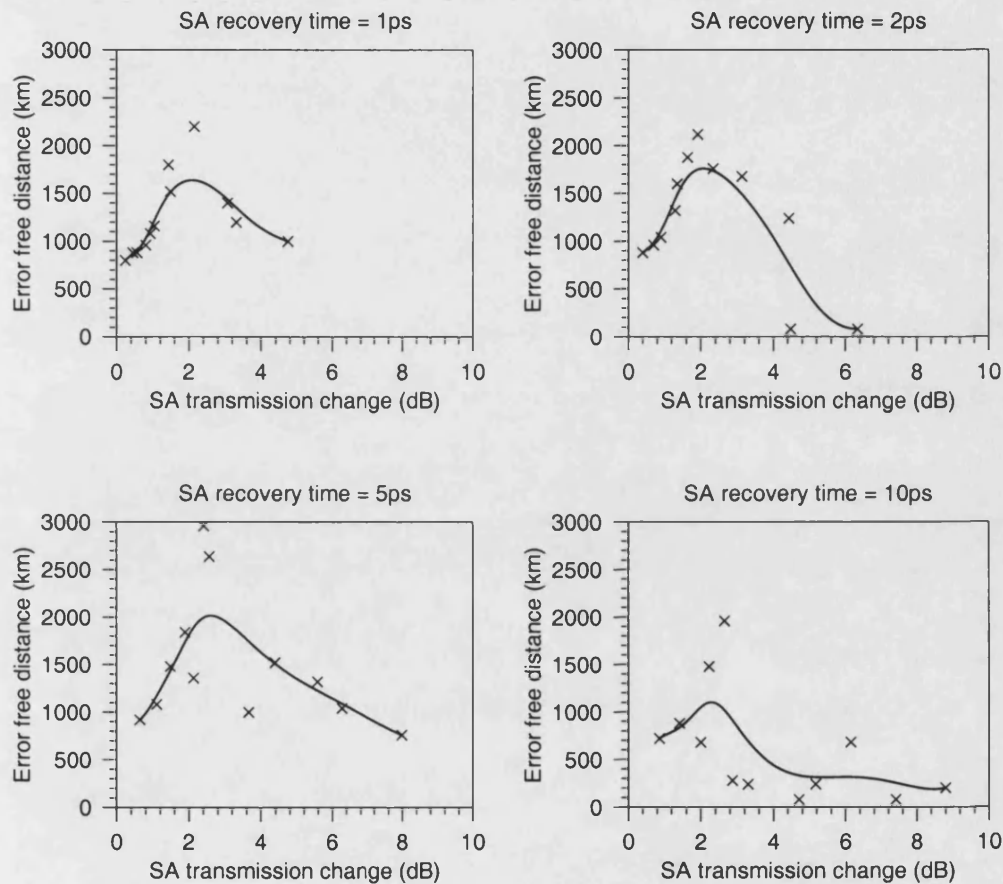 SA recovery time = 1ps
Error free distance (km)
3000
2500
2000
1500
1000
500
0
0 2 4 6 8 10
SA transmission change (dB)
SA recovery time = 2ps
Error free distance (km)
3000
2500
2000
1500
1000
500
0
0 2 4 6 8 10
SA transmission change (dB)
SA recovery time = 5ps
Error free distance (km)
3000
2500
2000
1500
1000
500
0
0 2 4 6 8 10
SA transmission change (dB)
SA recovery time = 10ps
Error free distance (km)
3000
2500
2000
1500
1000
500
0
0 2 4 6 8 10
SA transmission change (dB)